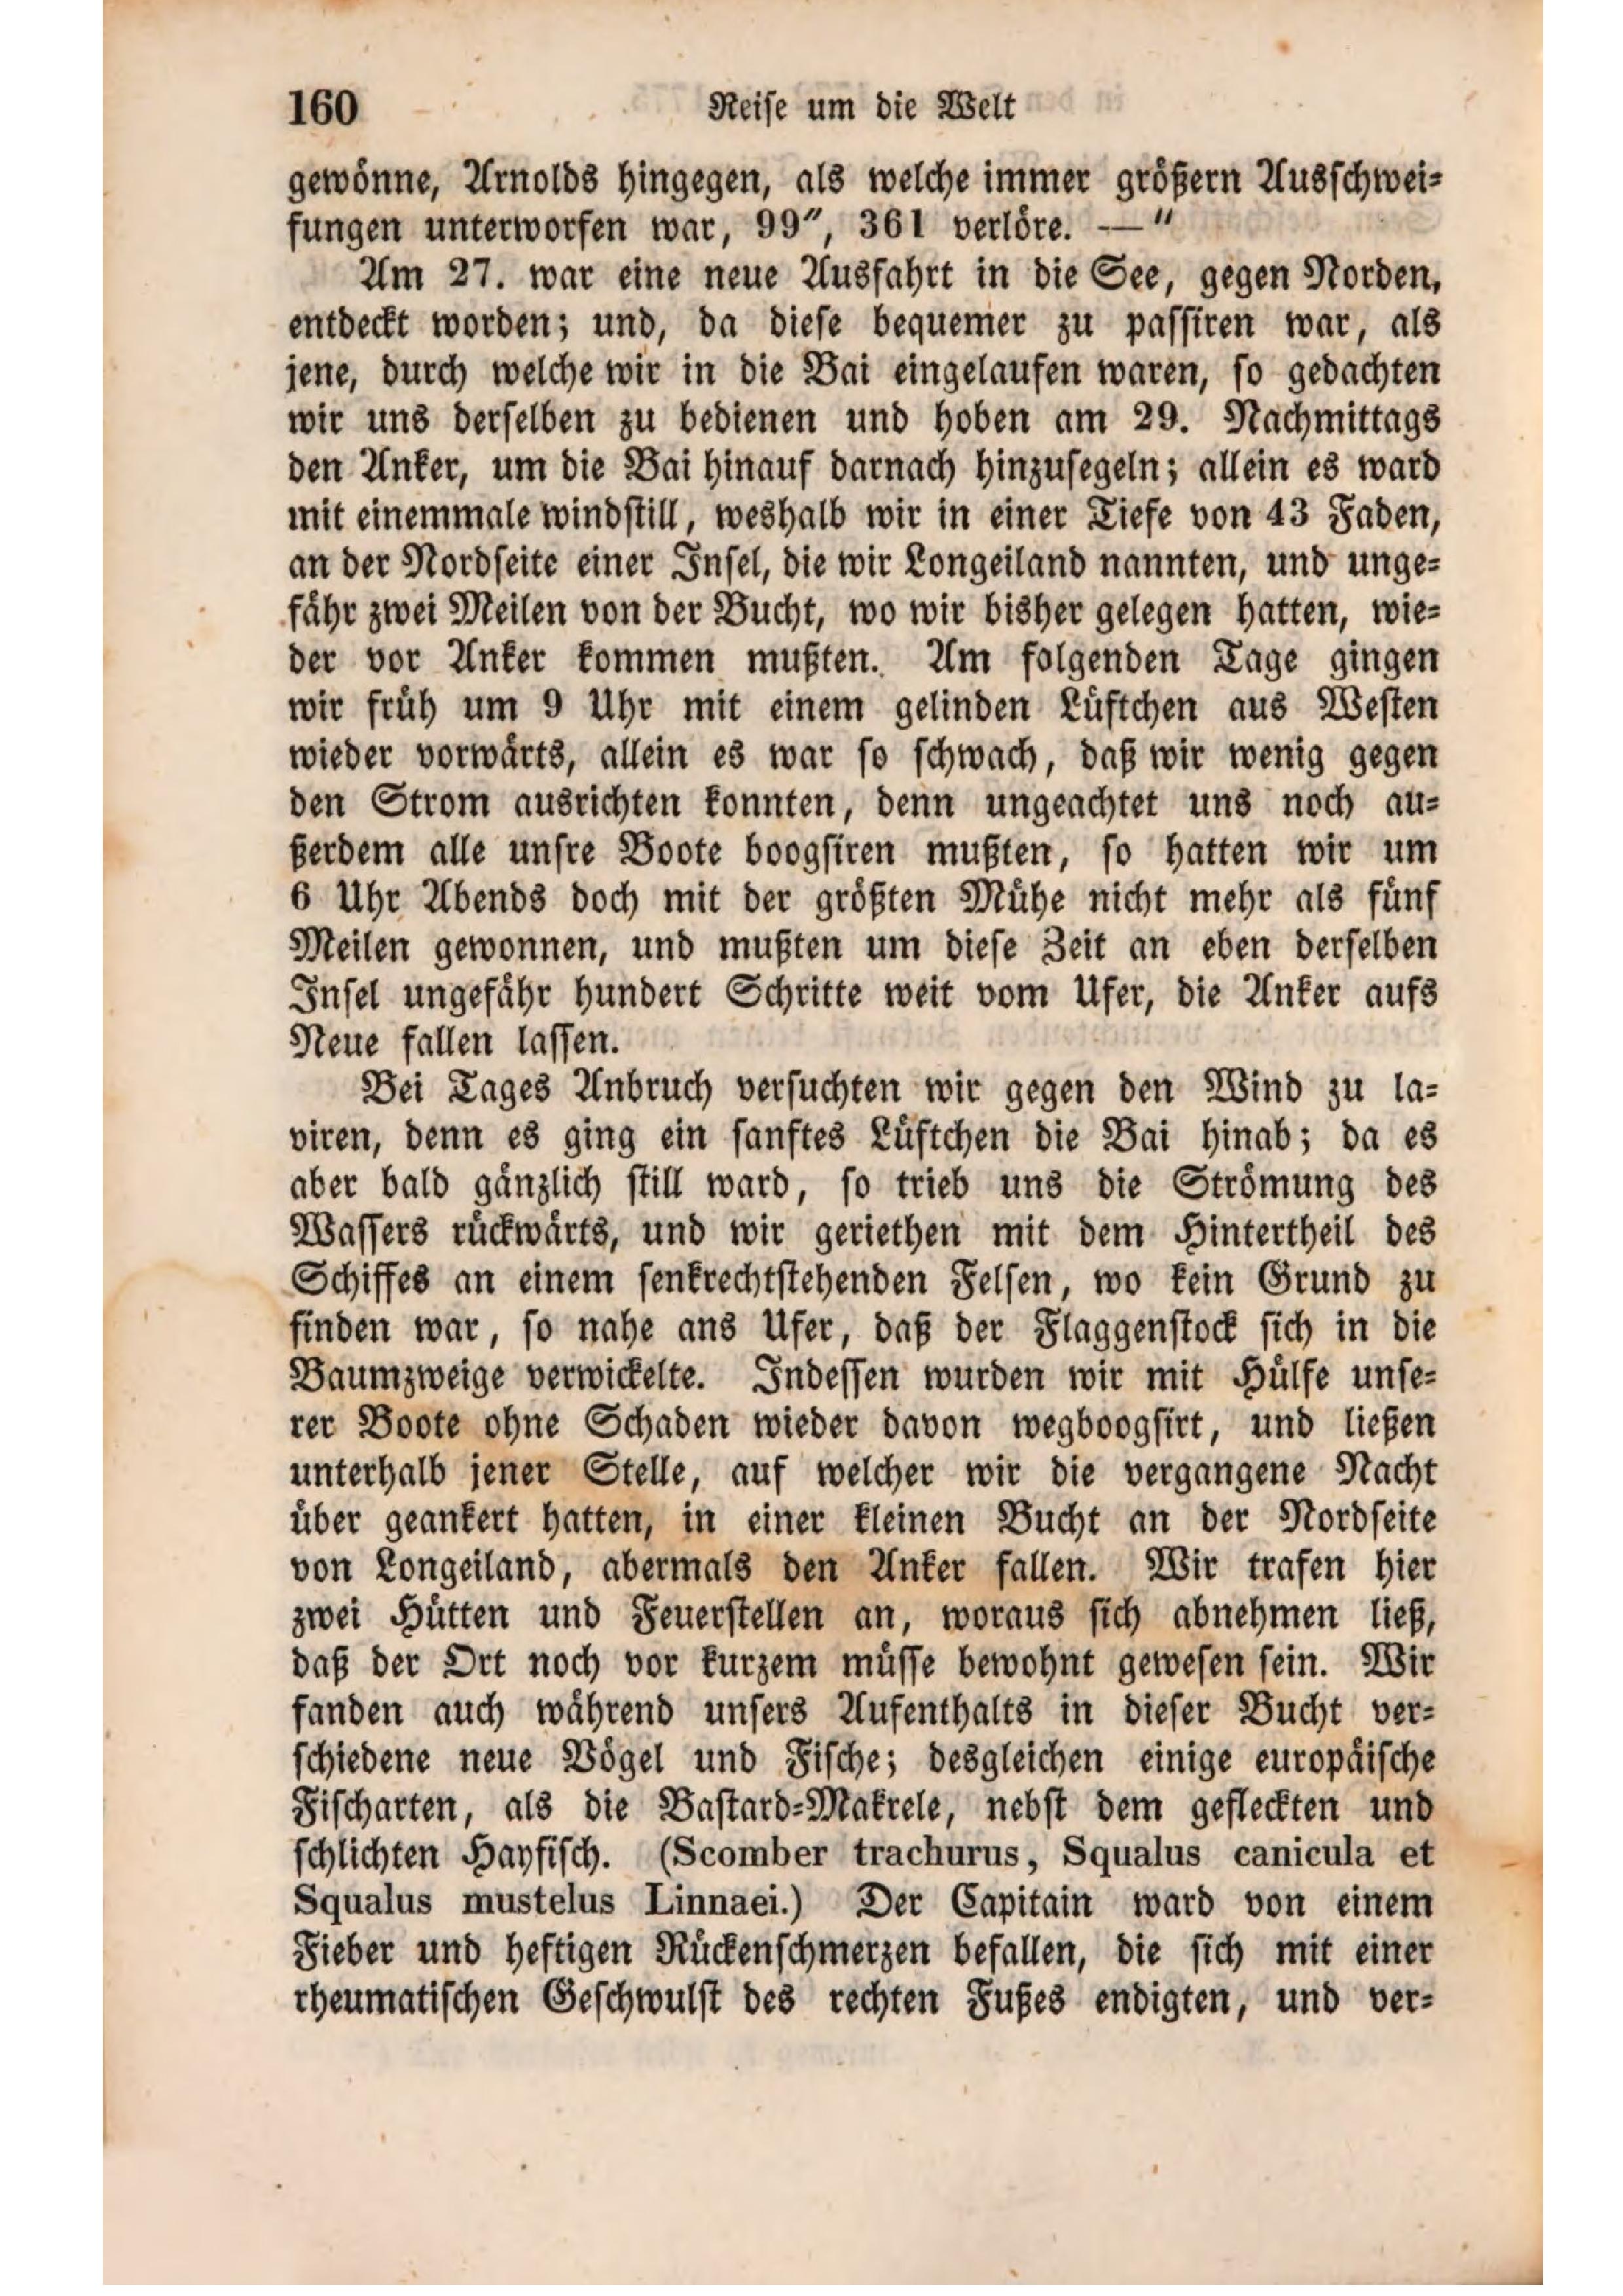 160 Reise um die Welt
gewönne, Arnolds hingegen, als welche immer größern Ausschwei-
fungen unterworfen war, 99″, 361 verlöre. —“
Am 27. war eine neue Ausfahrt in die See, gegen Norden,
entdeckt worden; und, da diese bequemer zu passiren war, als
jene, durch welche wir in die Bai eingelaufen waren, so gedachten
wir uns derselben zu bedienen und hoben am 29. Nachmittags
den Anker, um die Bai hinauf darnach hinzusegeln; allein es ward
mit einemmale windstill, weshalb wir in einer Tiefe von 43 Faden,
an der Nordseite einer Insel, die wir Longeiland nannten, und unge-
fähr zwei Meilen von der Bucht, wo wir bisher gelegen hatten, wie-
der vor Anker kommen mußten. Am folgenden Tage gingen
wir früh um 9 Uhr mit einem gelinden Lüftchen aus Westen
wieder vorwärts, allein es war so schwach, daß wir wenig gegen
den Strom ausrichten konnten, denn ungeachtet uns noch au-
ßerdem alle unsre Boote boogsiren mußten, so hatten wir um
6 Uhr Abends doch mit der größten Mühe nicht mehr als fünf
Meilen gewonnen, und mußten um diese Zeit an eben derselben
Insel ungefähr hundert Schritte weit vom Ufer, die Anker aufs
Neue fallen lassen.
Bei Tages Anbruch versuchten wir gegen den Wind zu la-
viren, denn es ging ein sanftes Lüftchen die Bai hinab; da es
aber bald gänzlich still ward, so trieb uns die Strömung des
Wassers rückwärts, und wir geriethen mit dem Hintertheil des
Schiffes an einem senkrechtstehenden Felsen, wo kein Grund zu
finden war, so nahe ans Ufer, daß der Flaggenstock sich in die
Baumzweige verwickelte. Indessen wurden wir mit Hülfe unse-
rer Boote ohne Schaden wieder davon wegboogsirt, und ließen
unterhalb jener Stelle, auf welcher wir die vergangene Nacht
über geankert hatten, in einer kleinen Bucht an der Nordseite
von Longeiland, abermals den Anker fallen. Wir trafen hier
zwei Hütten und Feuerstellen an, woraus sich abnehmen ließ,
daß der Ort noch vor kurzem müsse bewohnt gewesen sein. Wir
fanden auch während unsers Aufenthalts in dieser Bucht ver-
schiedene neue Vögel und Fische; desgleichen einige europäische
Fischarten, als die Bastard-Makrele, nebst dem gefleckten und
schlichten Hayfisch. (Scomber trachurus, Squalus canicula et
Squalus mustelus Linnaei.) Der Capitain ward von einem
Fieber und heftigen Rückenschmerzen befallen, die sich mit einer
rheumatischen Geschwulst des rechten Fußes endigten, und ver-